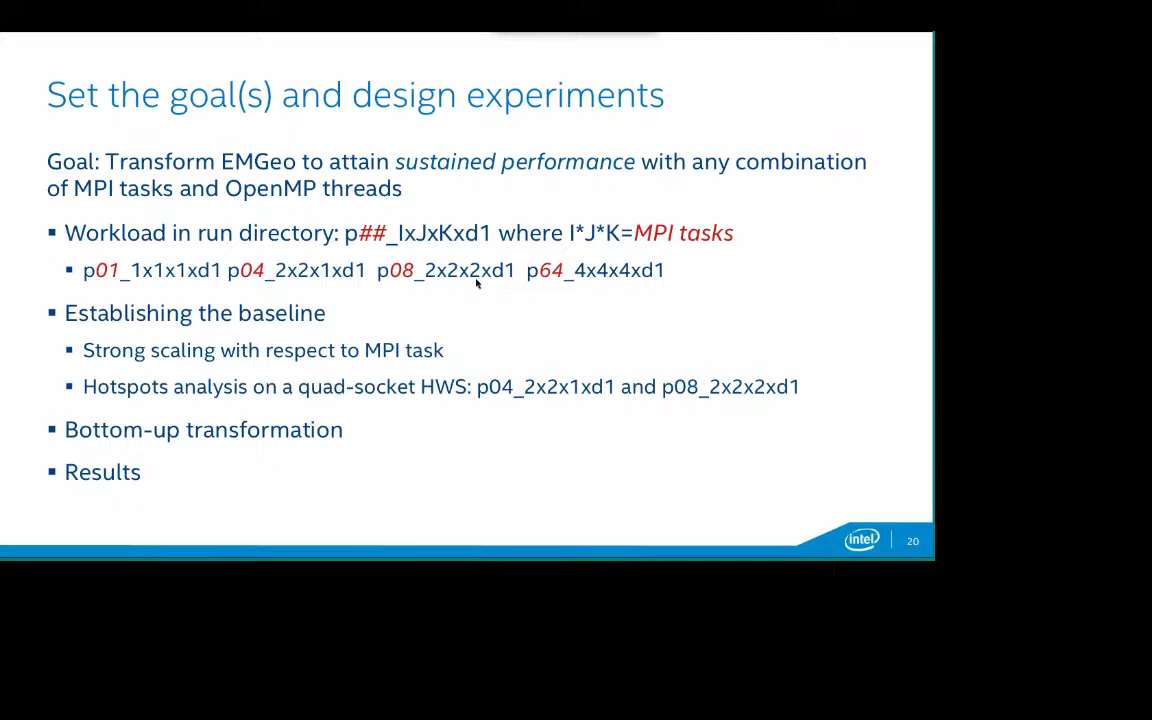 Set the goal(s) and design experiments
Goal: Transform EMGeo to attain sustained performance with any combination
of MPI tasks and OpenMP threads
▪ Workload in run directory: p##_IxJxKxd1 where I*J*K=MPI tasks
▪ p01_1x1x1xd1 p04_2x2x1xd1 p08_2x2x2xd1 p64_4x4x4xd1
▪ Establishing the baseline
▪ Strong scaling with respect to MPI task
▪ Hotspots analysis on a quad-socket HWS: p04_2x2x1xd1 and p08_2x2x2xd1
▪ Bottom-up transformation
▪ Results
intel
20